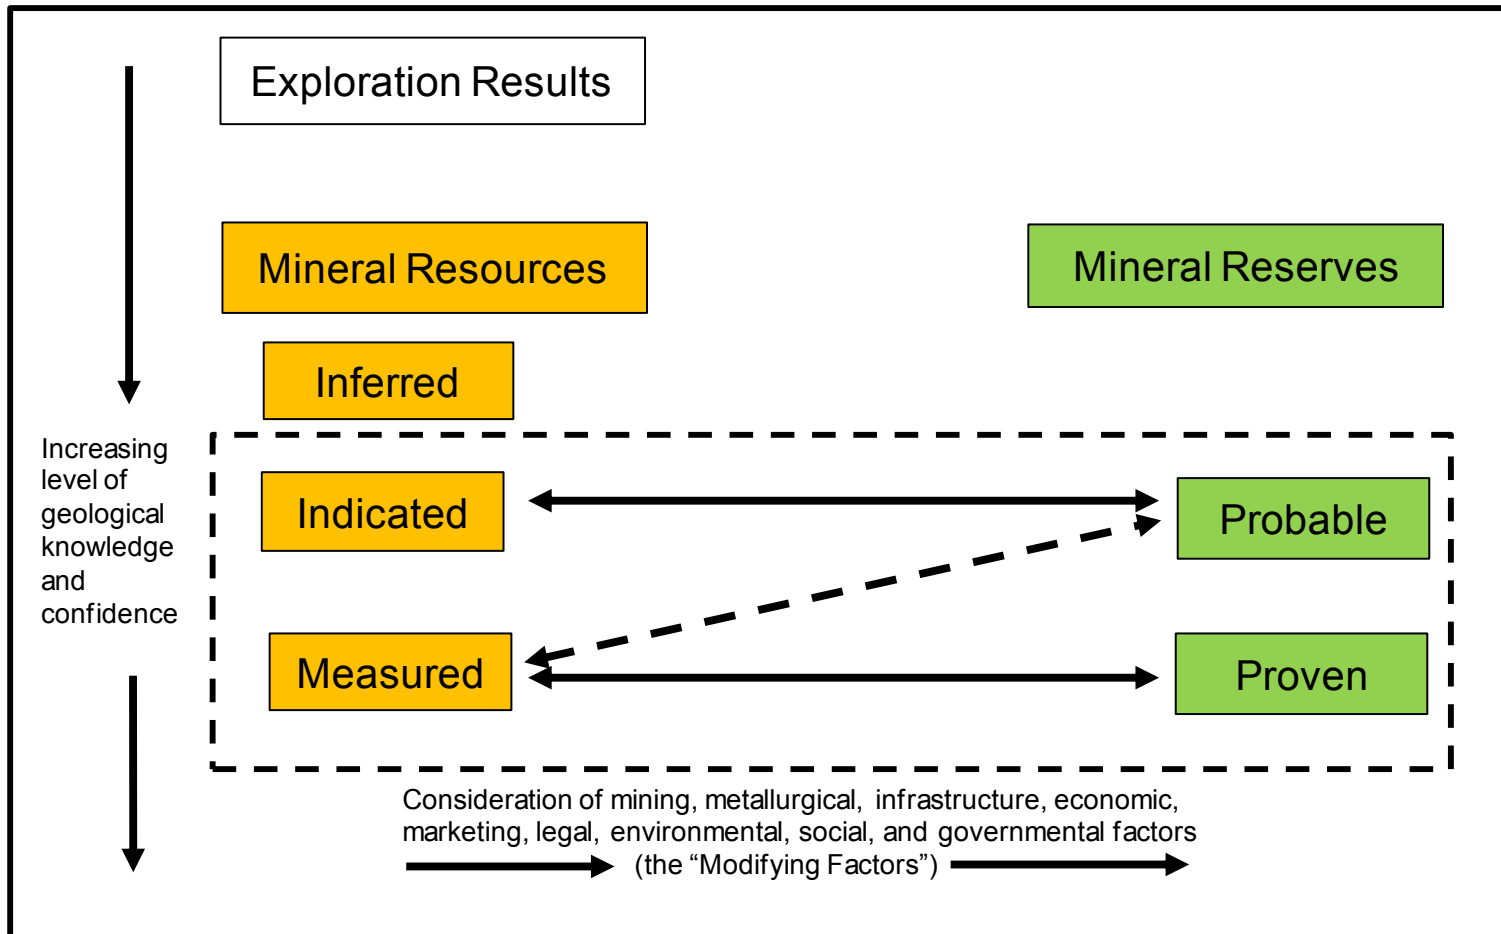 Exploration Results
Mineral Resources
Mineral Reserves
Inferred
Increasing
level of
geological
knowledge
and
confidence
Indicated
Probable
Measured
Proven
Consideration of mining, metallurgical, infrastructure, economic,
marketing, legal, environmental, social, and governmental factors
(the “Modifying Factors”)